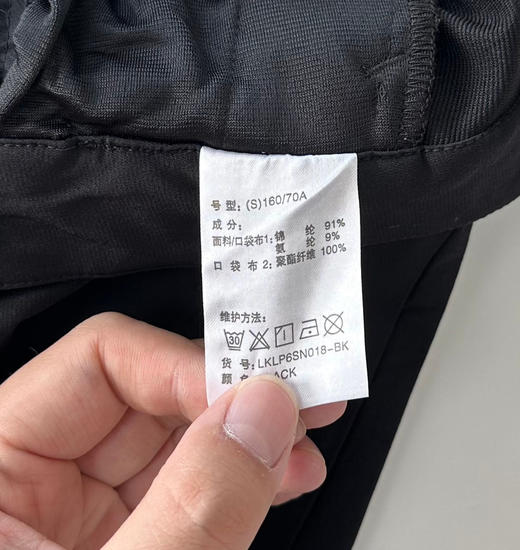 号 型: (S)160/70A
成 分:
面料/口袋布1: 锦 纶 91%
氨 纶 9%
口 袋 布 2: 聚酯纤维 100%
维护方法:
30
货 号: LKLP6SN018-BK
颜
ACK